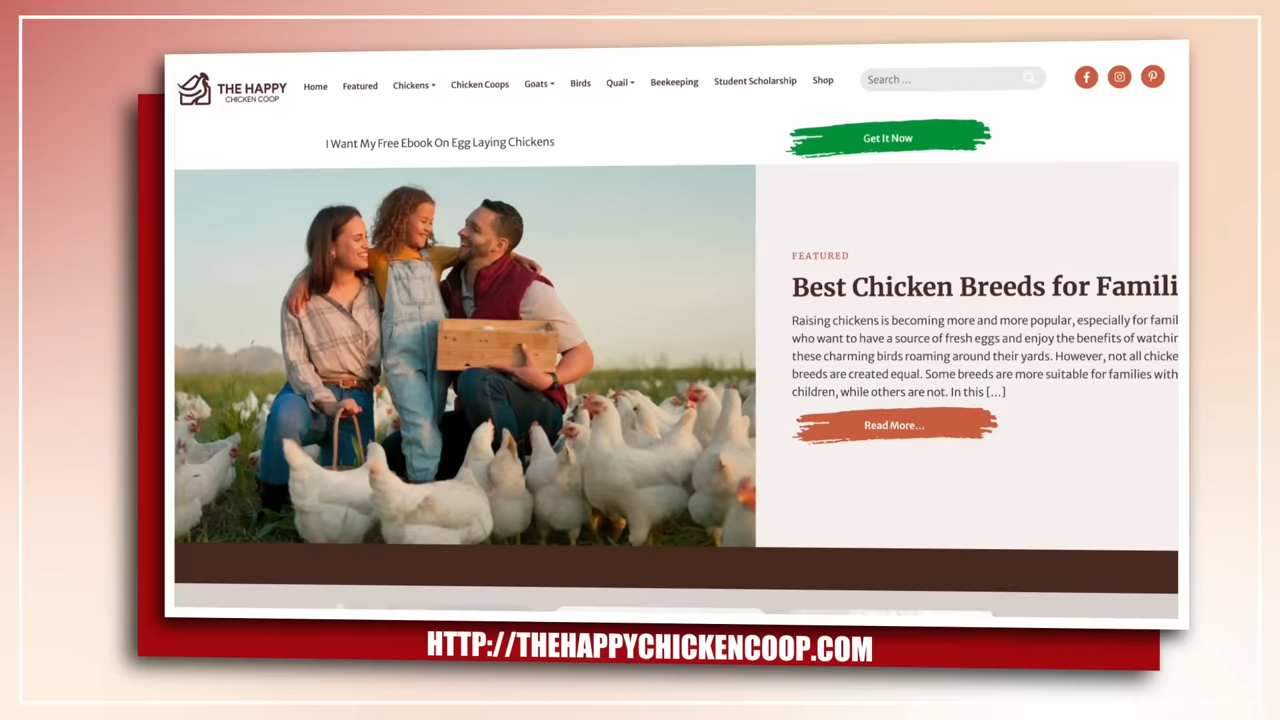 THE HAPPY
CHICKEN COOP
Home Featured Chickens Chicken Coops Goats Birds Quail Beekeeping Student Scholarship Shop Search ...
I Want My Free Ebook On Egg Laying Chickens
Get It Now
FEATURED
Best Chicken Breeds for Famili
Raising chickens is becoming more and more popular, especially for famil
who want to have a source of fresh eggs and enjoy the benefits of watchin
these charming birds roaming around their yards. However, not all chicke
breeds are created equal. Some breeds are more suitable for families with
children, while others are not. In this [...]
Read More...
HTTP://THEHAPPYCHICKENCOOP.COM